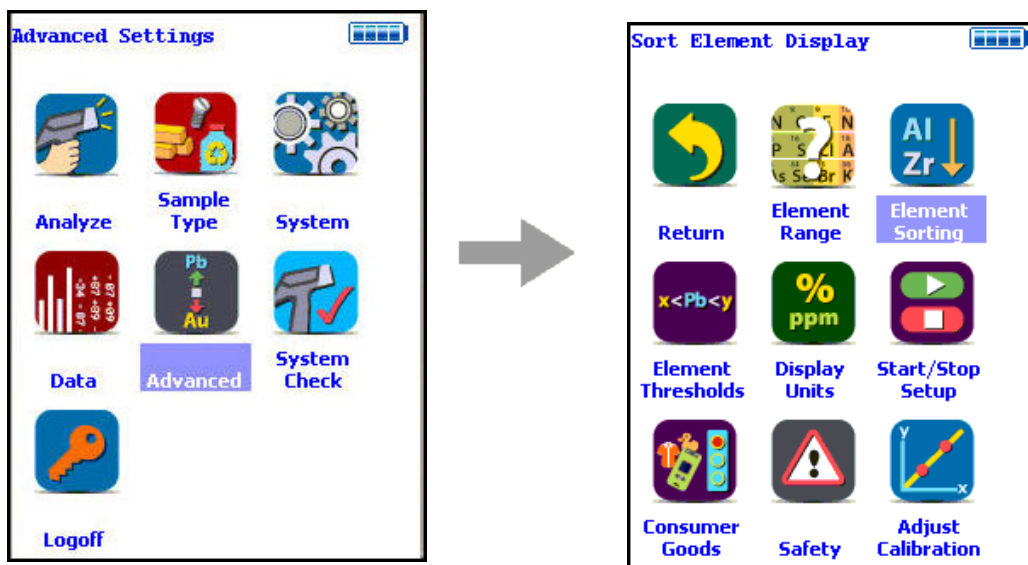 Advanced Settings
Analyze
Sample
Type
System
Pb
Au
Data
Advanced
System
Check
Logoff
Sort Element Display
Return
Element
Range
Al
Zr
Element
Sorting
x<Pb<y
Element
Thresholds
%
ppm
Display
Units
Start/Stop
Setup
Consumer
Goods
Safety
y
x
Adjust
Calibration